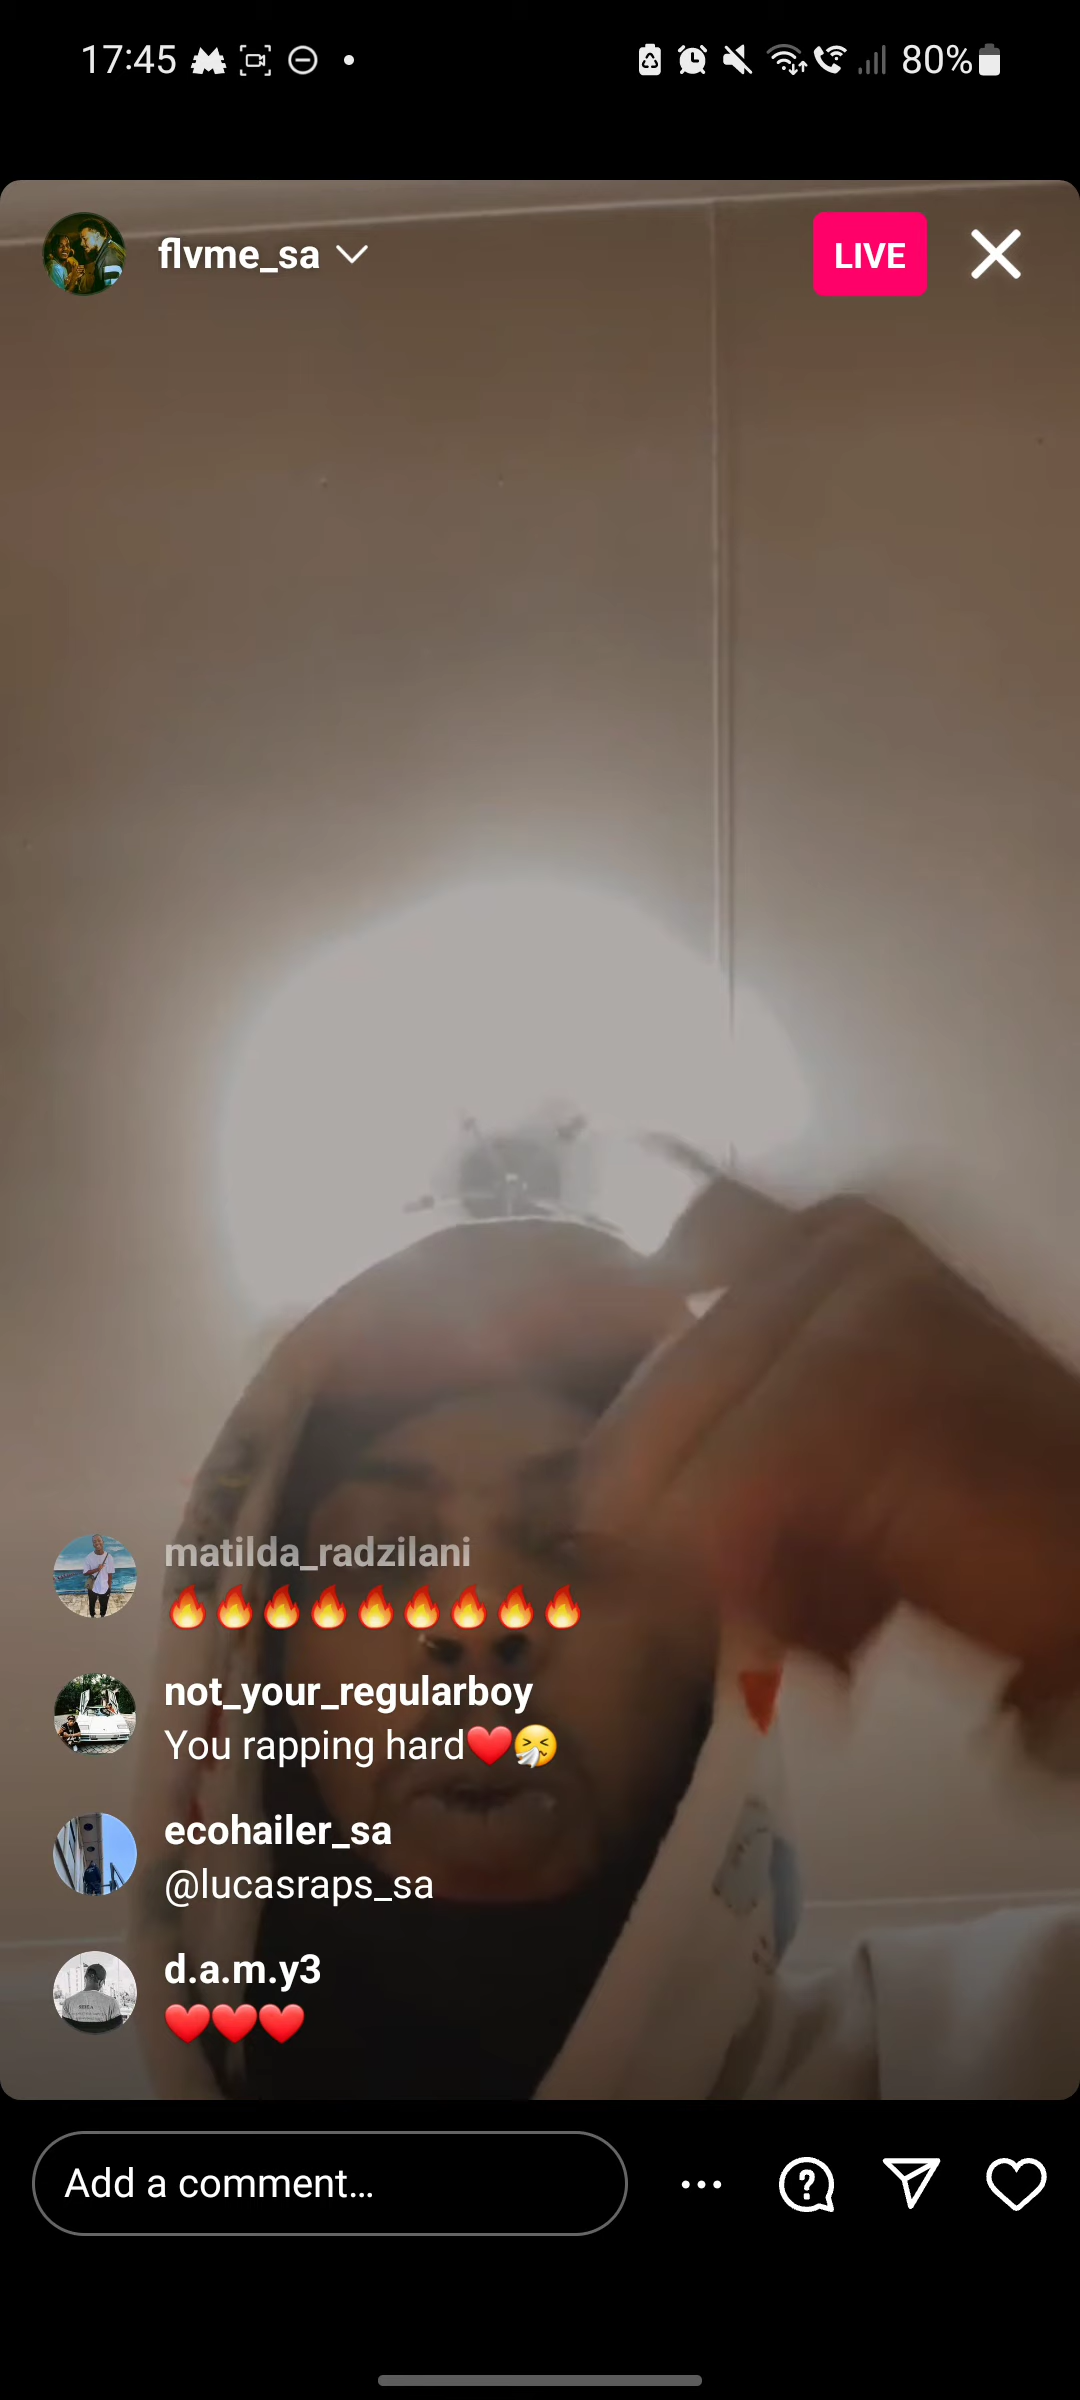 17:45
80%
flvme_sa
LIVE
matilda_radzilani
🔥🔥🔥🔥🔥🔥🔥🔥🔥
not_your_regularboy
You rapping hard❤️🤧
ecohailer_sa
@lucasraps_sa
d.a.m.y3
❤️❤️❤️
Add a comment...